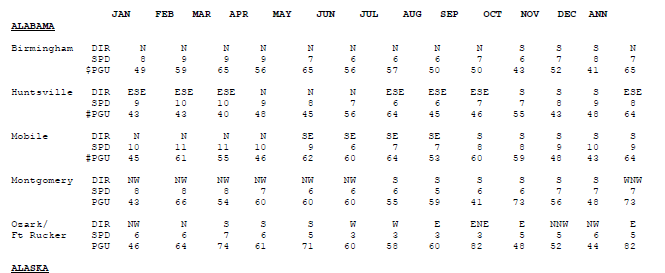 JAN FEB MAR APR MAY JUN JUL AUG SEP OCT NOV DEC ANN
ALABAMA
Birmingham DIR N N N N N N N N N S S S N
SPD 8 9 9 9 7 6 6 6 7 6 7 8 7
$PGU 49 59 65 56 65 56 57 50 50 43 52 41 65
Huntsville DIR ESE ESE ESE N N N ESE ESE ESE S S S ESE
SPD 9 10 10 9 8 7 6 6 7 7 8 9 8
#PGU 43 43 40 48 45 56 64 45 46 55 43 48 64
Mobile DIR N N N N SE SE SE SE S S S S S
SPD 10 11 11 10 9 6 7 7 8 8 9 10 9
#PGU 45 61 55 46 62 60 64 53 60 59 48 43 64
Montgomery DIR NW NW NW NW NW NW S S S S S S WNW
SPD 8 8 8 7 6 6 6 5 6 6 7 7 7
PGU 43 66 54 60 60 60 55 59 41 73 56 48 73
Ozark/ DIR NW N S S S W W E ENE E NNW NW E
Ft Rucker SPD 6 6 7 6 5 3 3 3 3 5 5 6 5
PGU 46 64 74 61 71 60 58 60 82 48 52 44 82
ALASKA